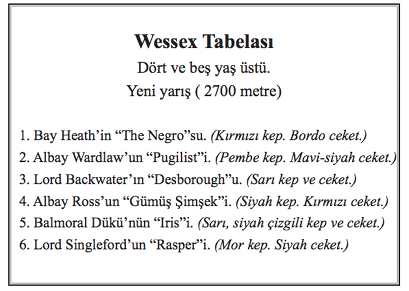 Wessex Tabelası
Dört ve beş yaş üstü.
Yeni yarış ( 2700 metre)
1. Bay Heath’in “The Negro”su. (Kırmızı kep. Bordo ceket.)
2. Albay Wardlaw’un “Pugilist”i. (Pembe kep. Mavi-siyah ceket.)
3. Lord Backwater’ın “Desborough”u. (Sarı kep ve ceket.)
4. Albay Ross’un “Gümüş Şimşek”i. (Siyah kep. Kırmızı ceket.)
5. Balmoral Dükü’nün “Iris”i. (Sarı, siyah çizgili kep ve ceket.)
6. Lord Singleford’un “Rasper”i. (Mor kep. Siyah ceket.)